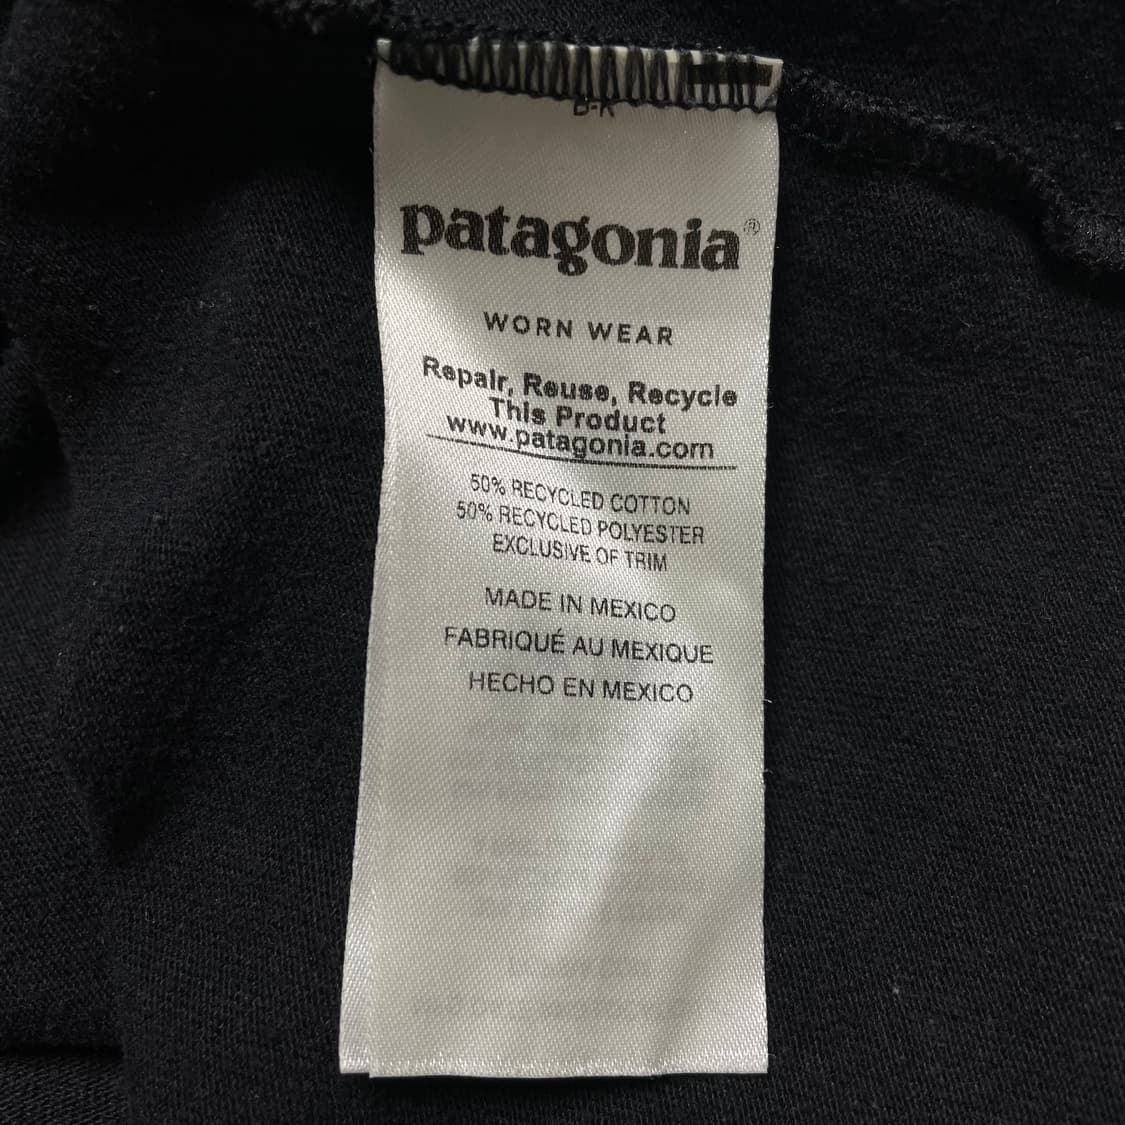 patagonia®
WORN WEAR
Repair, Reuse, Recycle
This Product
www.patagonia.com
50% RECYCLED COTTON
50% RECYCLED POLYESTER
EXCLUSIVE OF TRIM
MADE IN MEXICO
FABRIQUÉ AU MEXIQUE
HECHO EN MEXICO